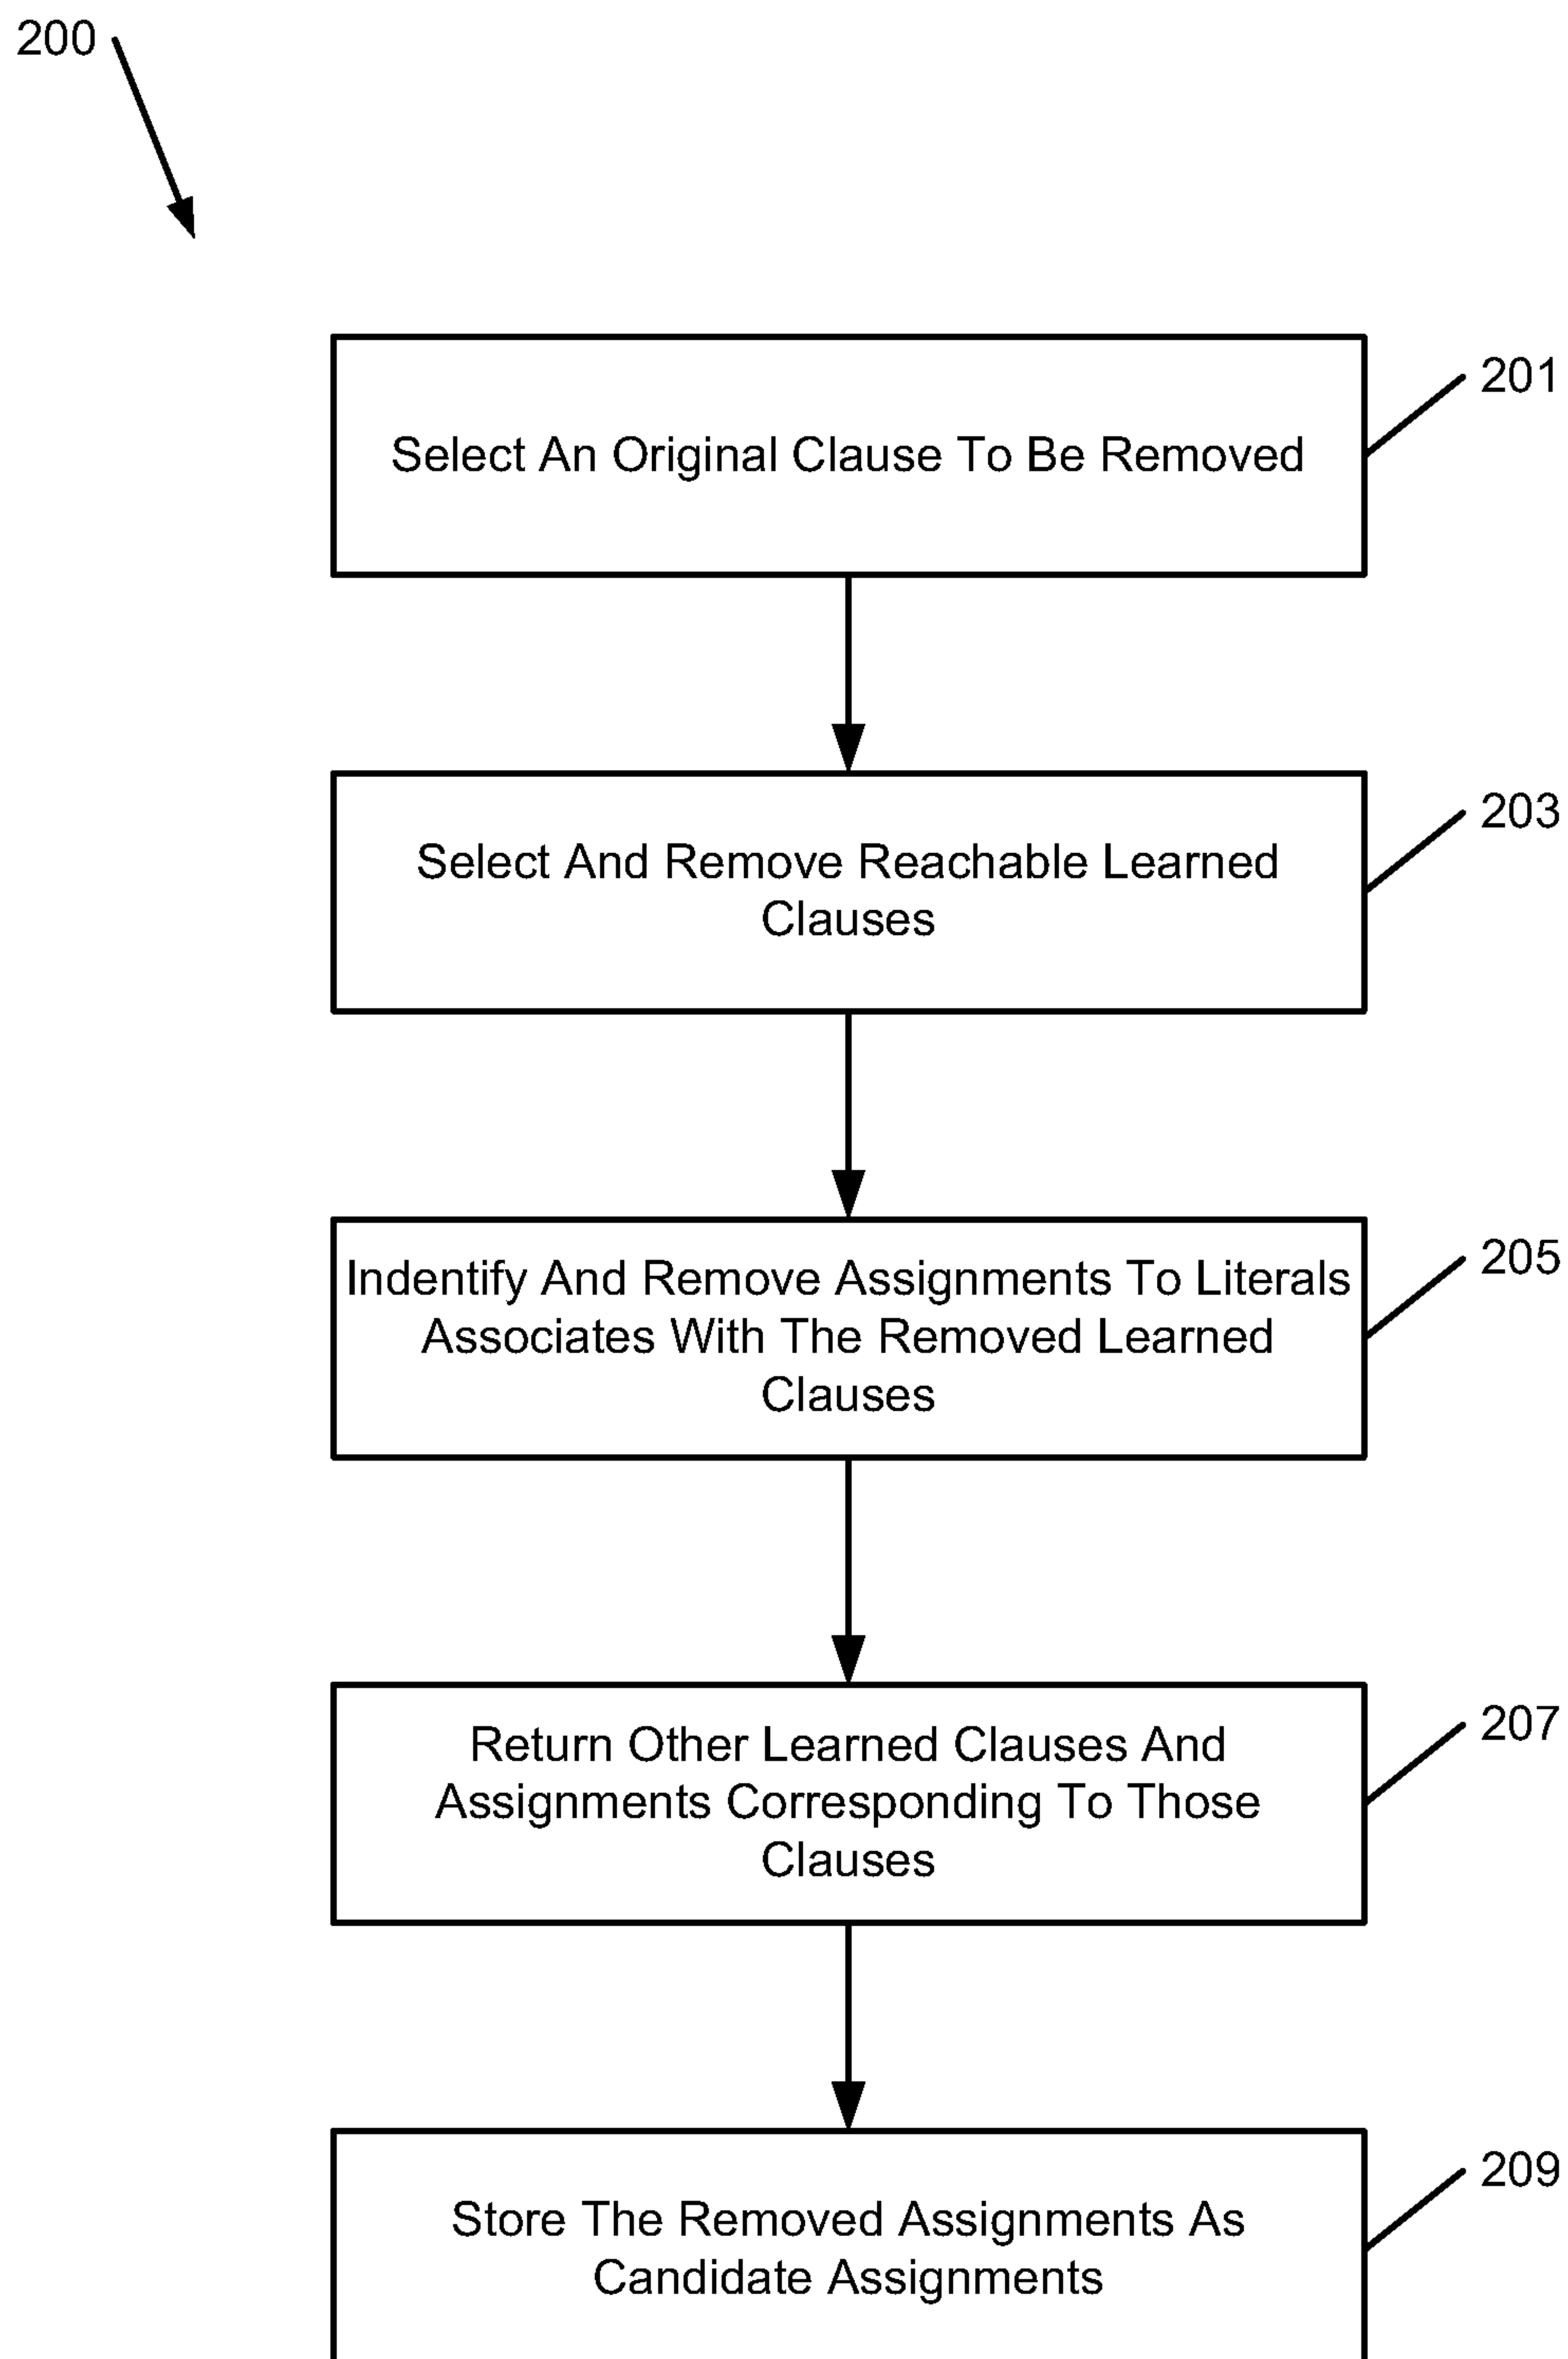 200
201
Select An Original Clause To Be Removed
203
Select And Remove Reachable Learned
Clauses
205
Indentify And Remove Assignments To Literals
Associates With The Removed Learned
Clauses
207
Return Other Learned Clauses And
Assignments Corresponding To Those
Clauses
209
Store The Removed Assignments As
Candidate Assignments